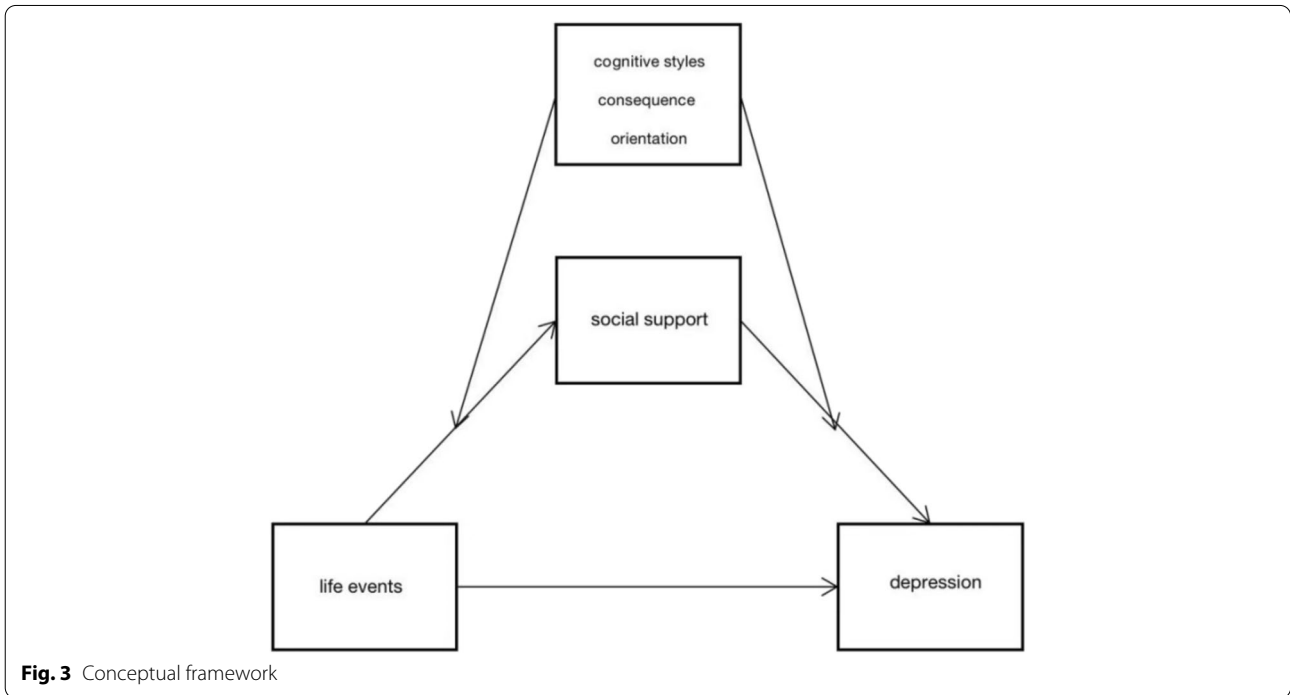 cognitive styles
consequence
orientation
social support
life events
depression
Fig. 3 Conceptual framework